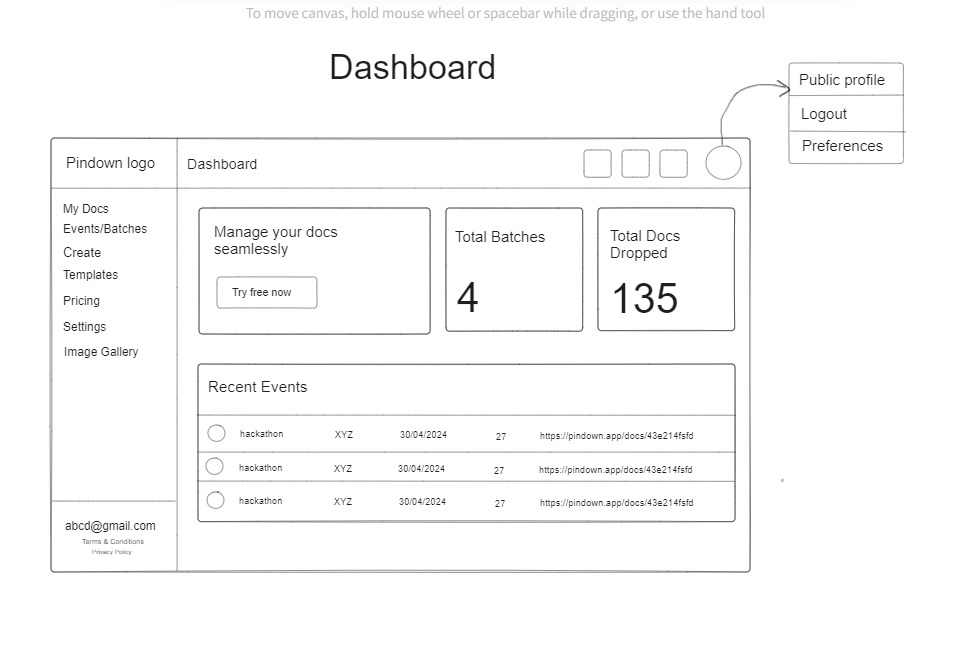 To move canvas, hold mouse wheel or spacebar while dragging, or use the hand tool
Dashboard
Public profile
Logout
Preferences
Pindown logo
Dashboard
My Docs
Events/Batches
Create
Templates
Pricing
Settings
Image Gallery
abcd@gmail.com
Terms & Conditions
Privacy Policy
Manage your docs
seamlessly
Try free now
Total Batches
4
Total Docs
Dropped
135
Recent Events
hackathon XYZ 30/04/2024 27 https://pindown.app/docs/43e214fsfd
hackathon XYZ 30/04/2024 27 https://pindown.app/docs/43e214fsfd
hackathon XYZ 30/04/2024 27 https://pindown.app/docs/43e214fsfd